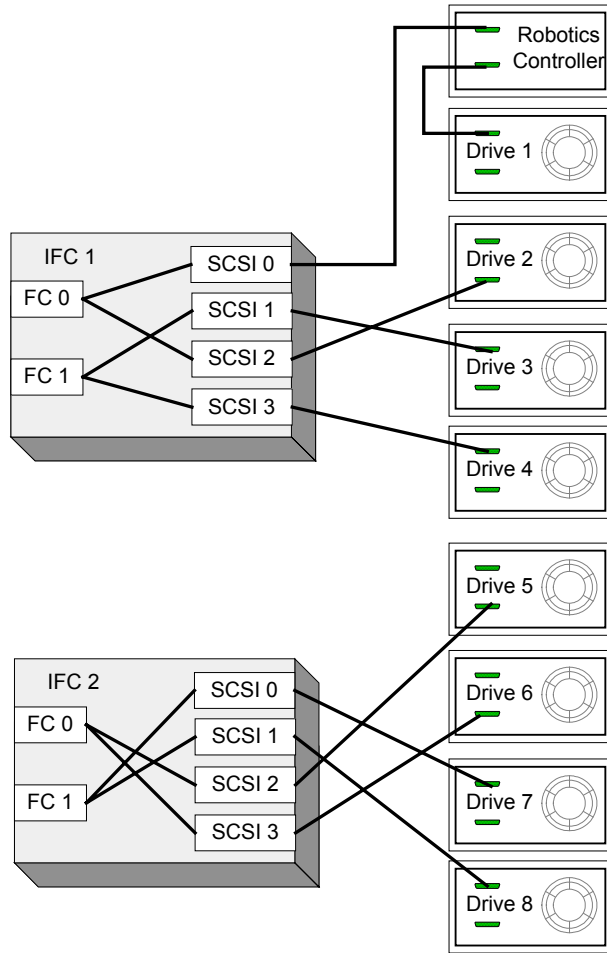 Robotics
Controller
Drive 1
Drive 2
Drive 3
Drive 4
IFC 1
FC 0
FC 1
SCSI 0
SCSI 1
SCSI 2
SCSI 3
Drive 5
Drive 6
Drive 7
Drive 8
IFC 2
FC 0
FC 1
SCSI 0
SCSI 1
SCSI 2
SCSI 3